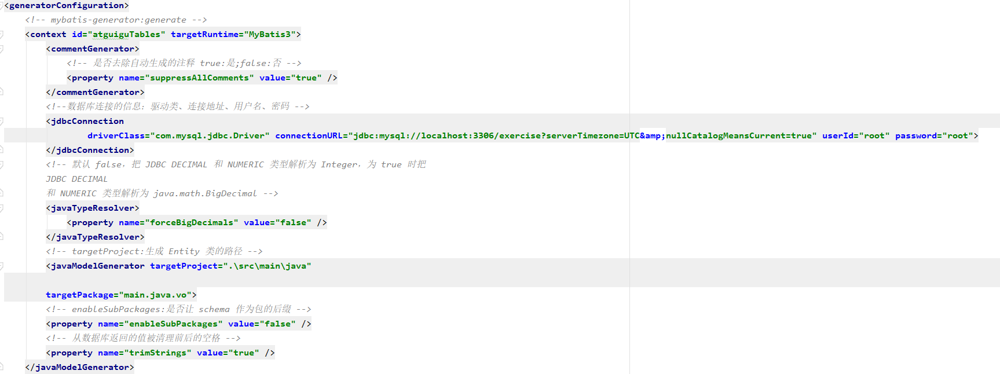 <generatorConfiguration>
<!-- mybatis-generator:generate -->
<context id="atguiguTables" targetRuntime="MyBatis3">
<commentGenerator>
<!-- 是否去除自动生成的注释 true:是;false:否 -->
<property name="suppressAllComments" value="true" />
</commentGenerator>
<!--数据库连接的信息：驱动类、连接地址、用户名、密码 -->
<jdbcConnection
driverClass="com.mysql.jdbc.Driver" connectionURL="jdbc:mysql://localhost:3306/exercise?serverTimezone=UTC&amp;nullCatalogMeansCurrent=true" userId="root" password="root">
</jdbcConnection>
<!-- 默认 false，把 JDBC DECIMAL 和 NUMERIC 类型解析为 Integer，为 true 时把
JDBC DECIMAL
和 NUMERIC 类型解析为 java.math.BigDecimal -->
<javaTypeResolver>
<property name="forceBigDecimals" value="false" />
</javaTypeResolver>
<!-- targetProject:生成 Entity 类的路径 -->
<javaModelGenerator targetProject=".\src\main\java"
targetPackage="main.java.vo">
<!-- enableSubPackages:是否让 schema 作为包的后缀 -->
<property name="enableSubPackages" value="false" />
<!-- 从数据库返回的值被清理前后的空格 -->
<property name="trimStrings" value="true" />
</javaModelGenerator>